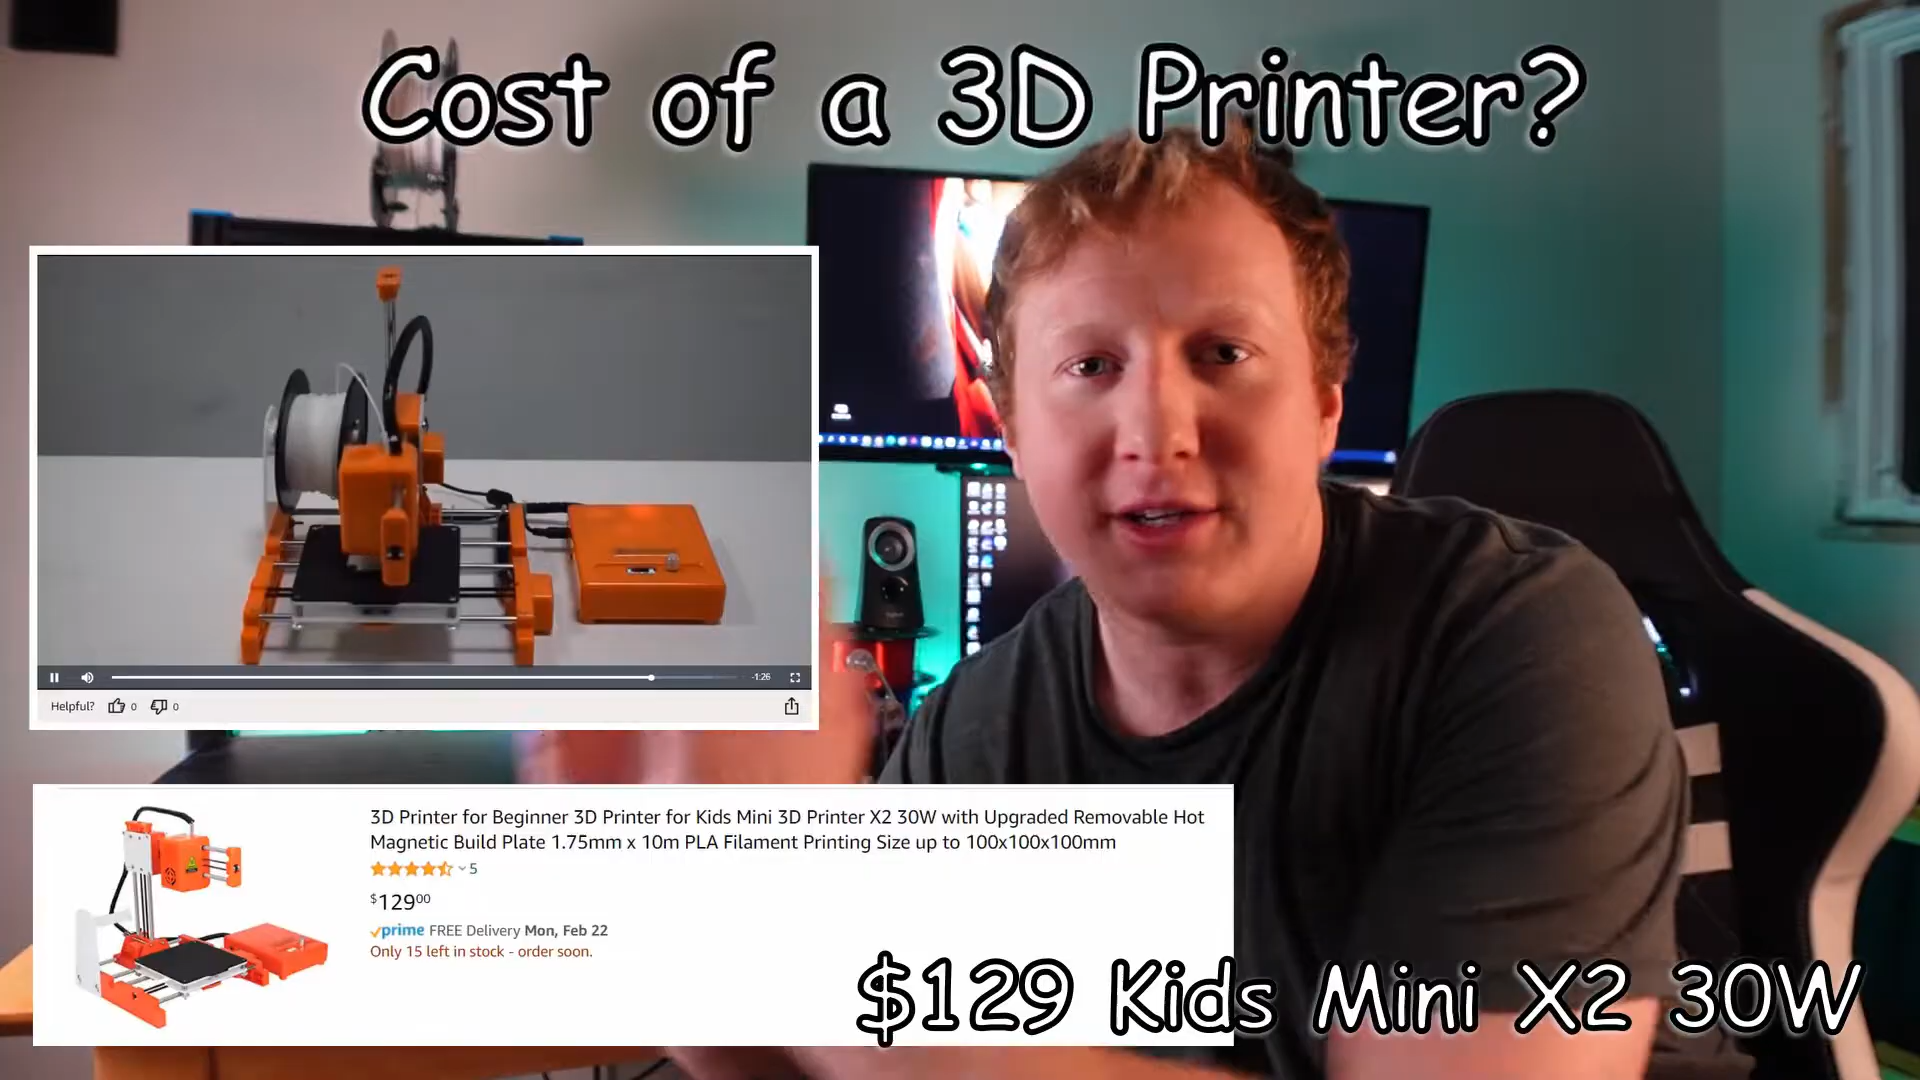 Cost of a 3D Printer?
-1:26
Helpful? 0 0
3D Printer for Beginner 3D Printer for Kids Mini 3D Printer X2 30W with Upgraded Removable Hot
Magnetic Build Plate 1.75mm x 10m PLA Filament Printing Size up to 100x100x100mm
5
$12900
prime FREE Delivery Mon, Feb 22
Only 15 left in stock - order soon.
$129 Kids Mini X2 30W